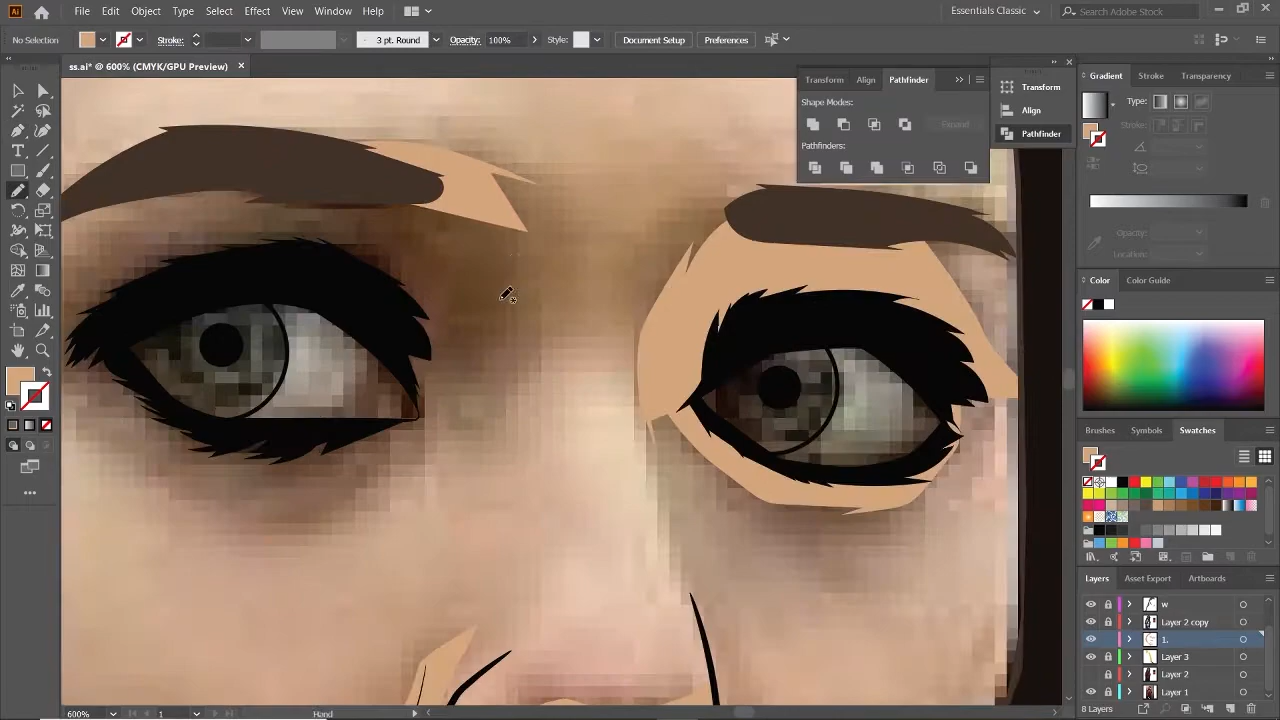 Ai File Edit Object Type Select Effect View Window Help Essentials Classic Search Adobe Stock
No Selection Stroke: 3 pt. Round Opacity: 100% Style: Document Setup Preferences
ss.ai* @ 600% (CMYK/GPU Preview)
Transform Align Pathfinder
Shape Modes:
Expand
Pathfinders:
Transform
Align
Pathfinder
Gradient Stroke Transparency
Type:
Stroke:
Opacity:
Location:
Color Color Guide
Brushes Symbols Swatches
Layers Asset Export Artboards
w
Layer 2 copy
1.
Layer 3
Layer 2
Layer 1
8 Layers
600% 1 Hand